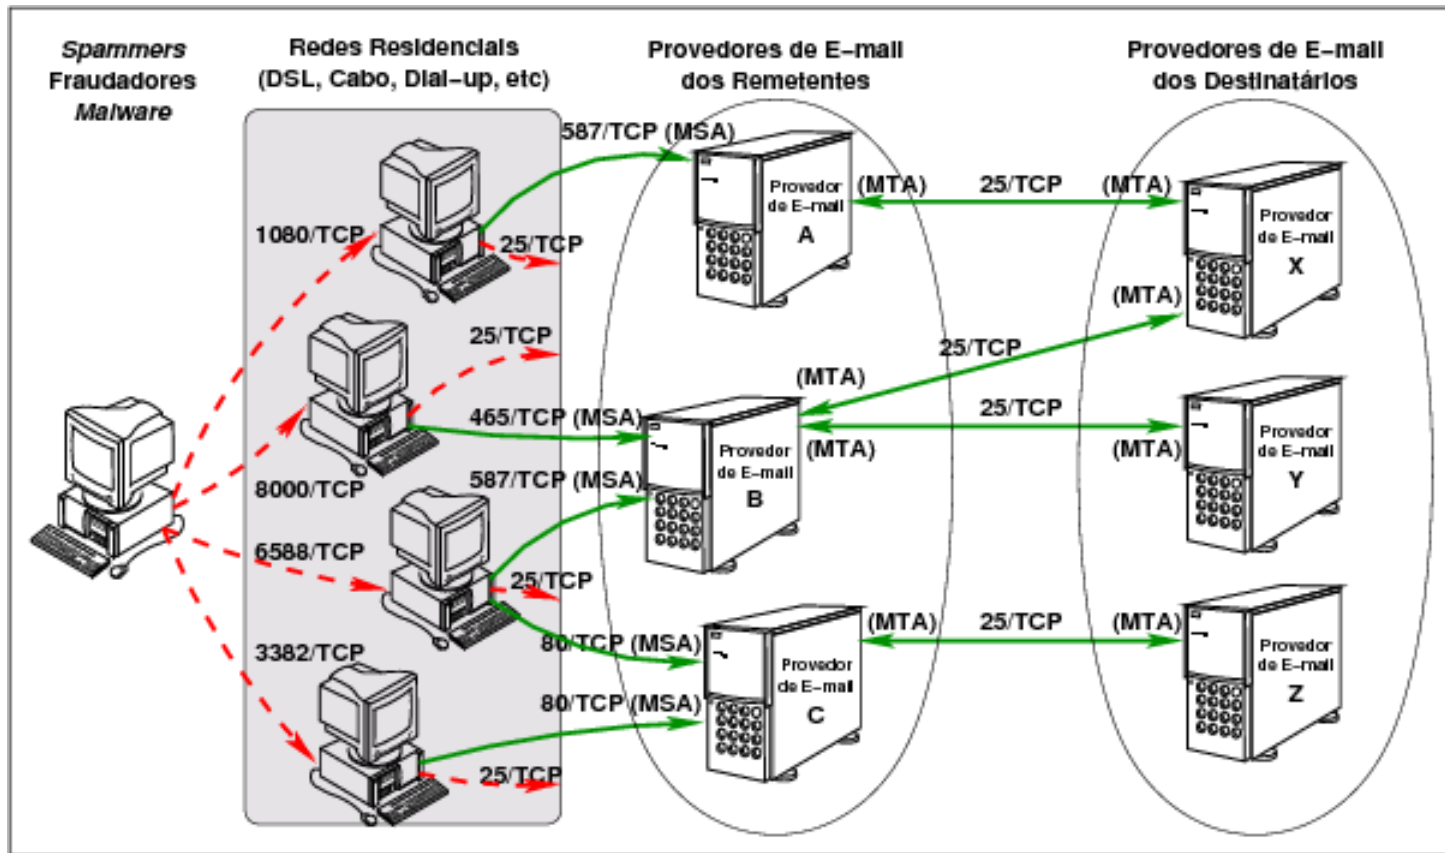 Spammers
Fraudadores
Malware
Redes Residenciais
(DSL, Cabo, Dial-up, etc)
Provedores de E-mail
dos Remetentes
Provedores de E-mail
dos Destinatários
587/TCP (MSA)
1080/TCP
25/TCP
Provedor
de E-mail
A
(MTA)
25/TCP
(MTA)
Provedor
de E-mail
X
(MTA)
25/TCP
25/TCP
(MTA)
8000/TCP
465/TCP (MSA)
Provedor
de E-mail
B
(MTA)
25/TCP
(MTA)
Provedor
de E-mail
Y
587/TCP (MSA)
6588/TCP
25/TCP
80/TCP (MSA)
3382/TCP
80/TCP (MSA)
25/TCP
Provedor
de E-mail
C
(MTA)
25/TCP
(MTA)
Provedor
de E-mail
Z